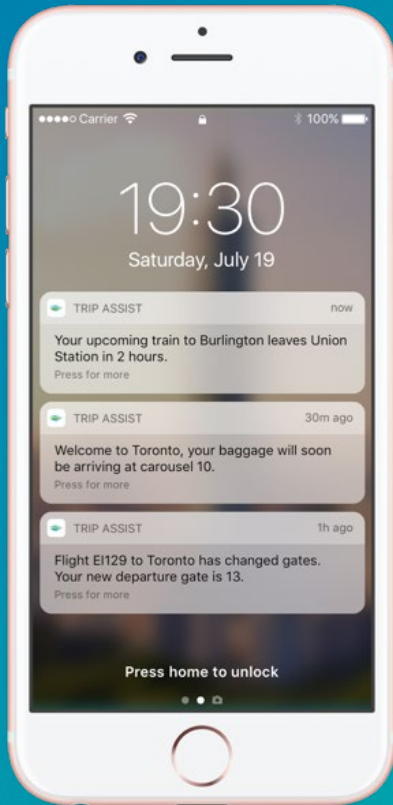 Carrier
100%
19:30
Saturday, July 19
TRIP ASSIST
now
Your upcoming train to Burlington leaves Union
Station in 2 hours.
Press for more
TRIP ASSIST
30m ago
Welcome to Toronto, your baggage will soon
be arriving at carousel 10.
Press for more
TRIP ASSIST
1h ago
Flight EI129 to Toronto has changed gates.
Your new departure gate is 13.
Press for more
Press home to unlock